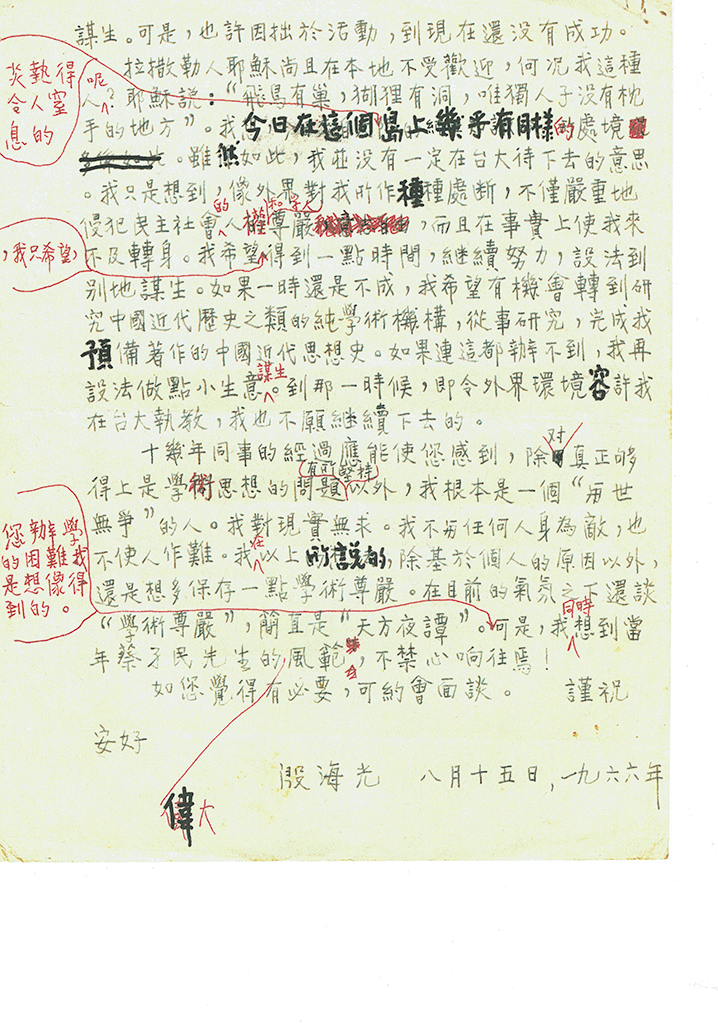 謀生。可是，也許因拙於活動，到現在還没有成功。
拉撒勒人耶穌尚且在本地不受歡迎，何况我這種
人？耶穌説：“飛鳥有巢，狐狸有洞，唯獨人子没有枕
呢
炎熱得
令人窒
息的
手的地方”。我今日在這個島上幾乎有同樣的處境
。雖然如此，我並没有一定在台大待下去的意思
。我只是想到，像外界對我所作種種處断，不僅嚴重地
侵犯民主社會人權尊嚴，而且在事實上使我來
的
和學人
不及轉身。我希望得到一點時間，継續努力，設法到
，我只希望，
別地謀生。如果一時還是不成，我希望有機會轉到研
究中國近代歷史之類的純學術機構，從事研究，完成我
預備著作的中國近代思想史。如果連這都辦不到，我再
設法做點小生意。到那一時候，即令外界環境容許我
謀生
在台大執教，我也不願継續下去的。
十幾年同事的經過應能使您感到，除真正够
对
得上是學術思想的問題以外，我根本是一個“与世
有所堅持
無爭”的人。我對現實無求。我不与任何人身為敵，也
不使人作難。我以上所説的，除基於個人的原因以外，
在
還是想多保存一點學術尊嚴。在目前的氣氛之下還談
“學術尊嚴”，簡直是“天方夜譚”。可是，我想到當
同時
您辦學
的困難我
是想像得
到的。
年蔡孑民先生的風範，不禁心响往焉！
如您覺得有必要，可約會面談。 謹祝
安好
殷海光 八月十五日，一九六六年
偉大